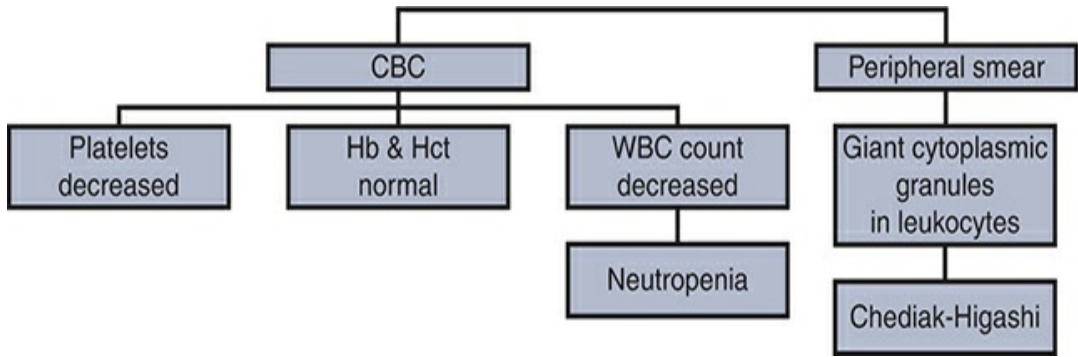 CBC
Peripheral smear
Platelets
decreased
Hb & Hct
normal
WBC count
decreased
Giant cytoplasmic
granules
in leukocytes
Neutropenia
Chediak-Higashi